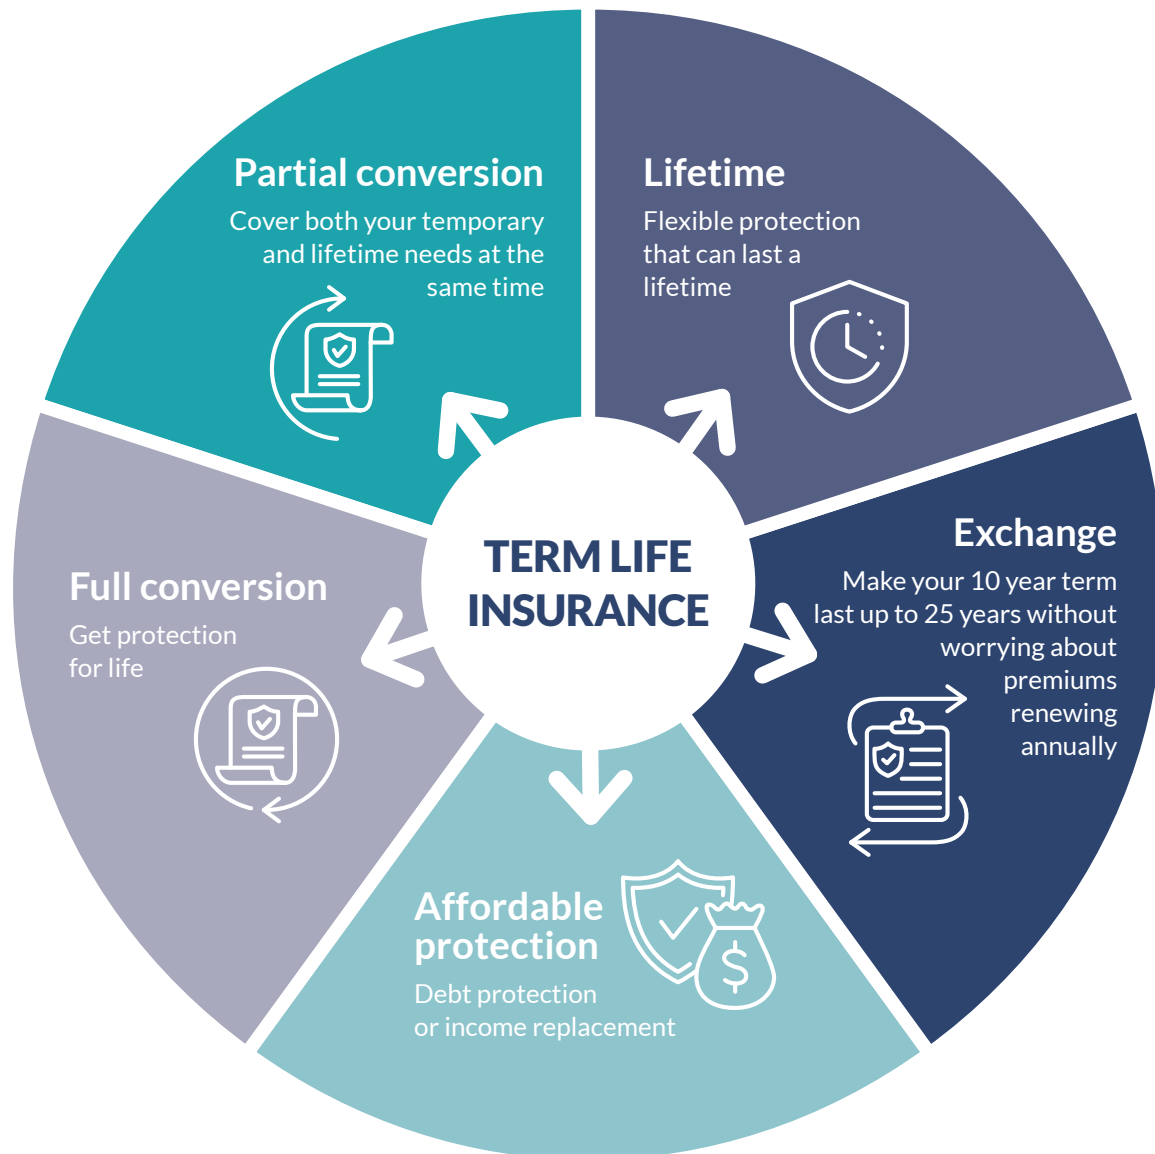 Partial conversion
Cover both your temporary
and lifetime needs at the
same time
Lifetime
Flexible protection
that can last a
lifetime
Exchange
Make your 10 year term
last up to 25 years without
worrying about
premiums
renewing
annually
TERM LIFE
INSURANCE
Full conversion
Get protection
for life
Affordable
protection
Debt protection
or income replacement
$